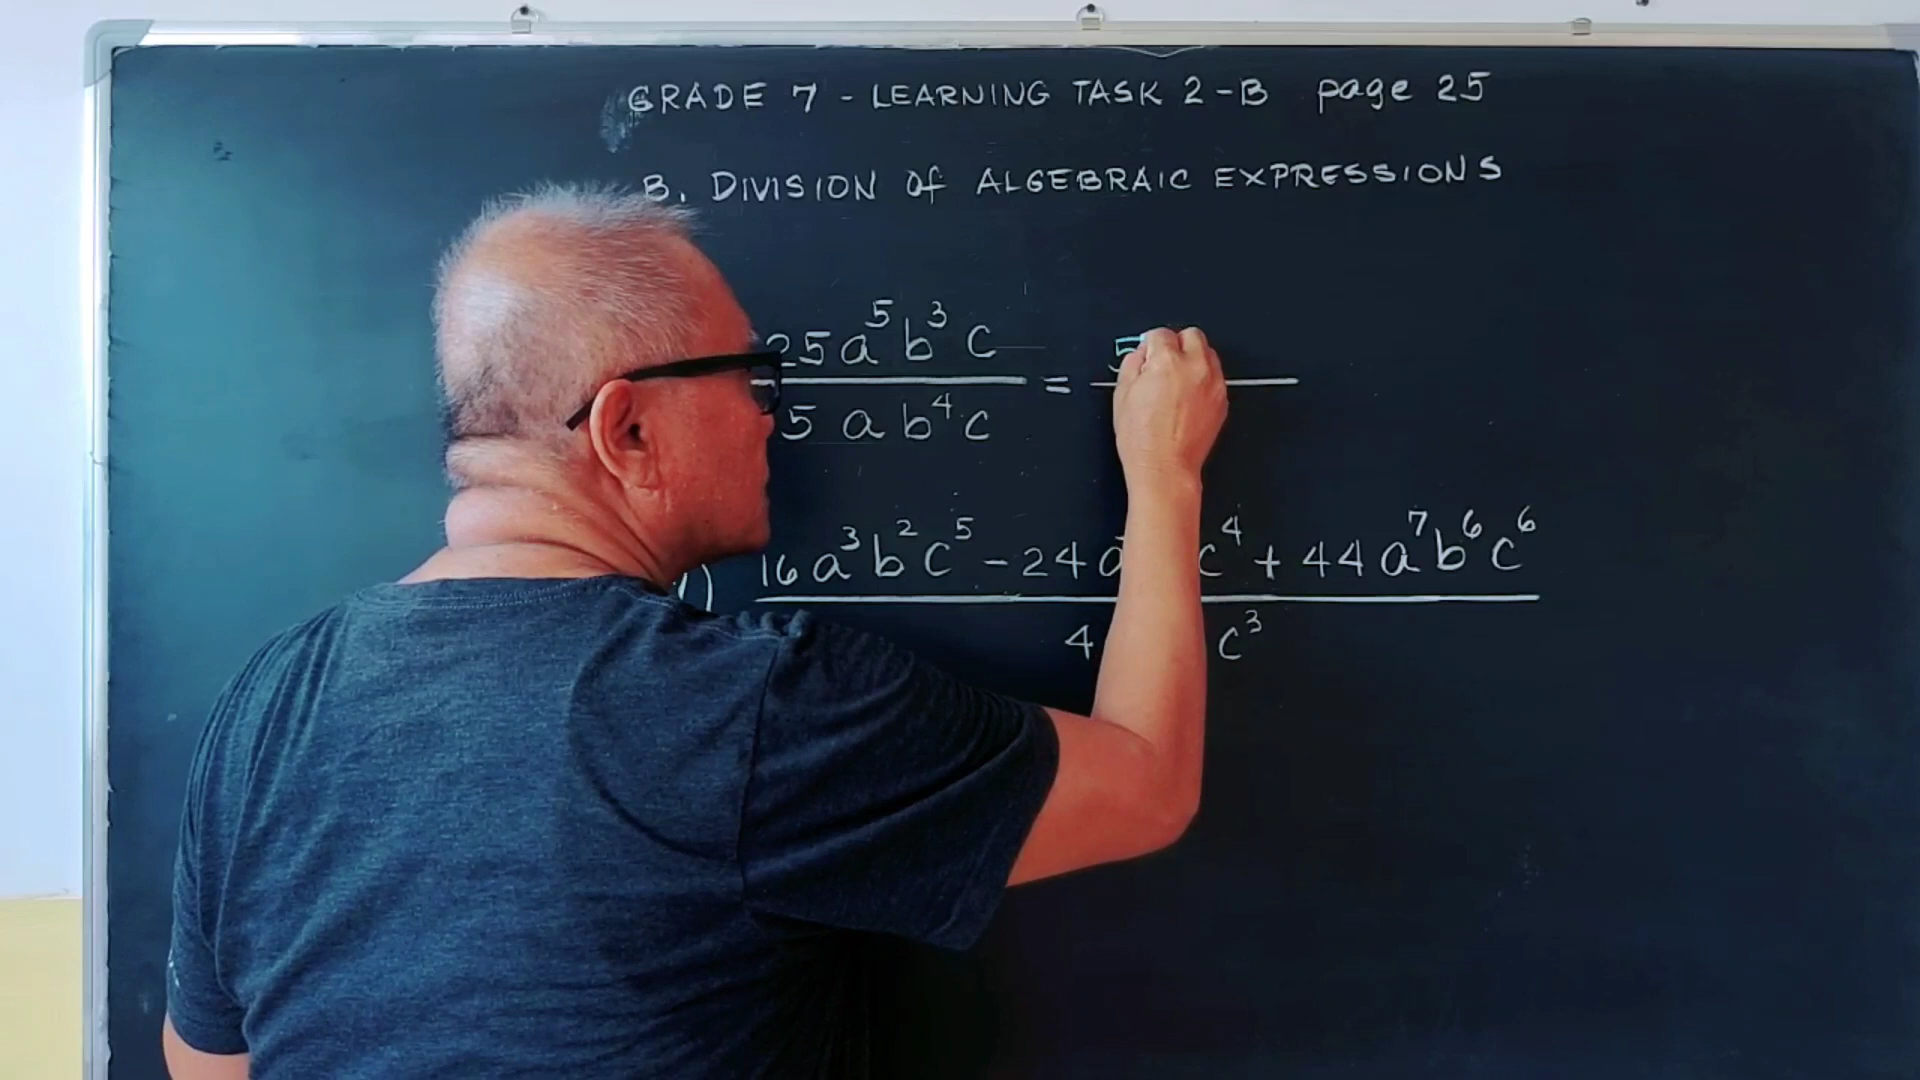 GRADE 7 - LEARNING TASK 2-B page 25
B. DIVISION of ALGEBRAIC EXPRESSIONS
25a⁵b³c
= 5
5ab⁴c
16a³b²c⁵ - 24a c⁴ + 44a⁷b⁶c⁶
4 c³